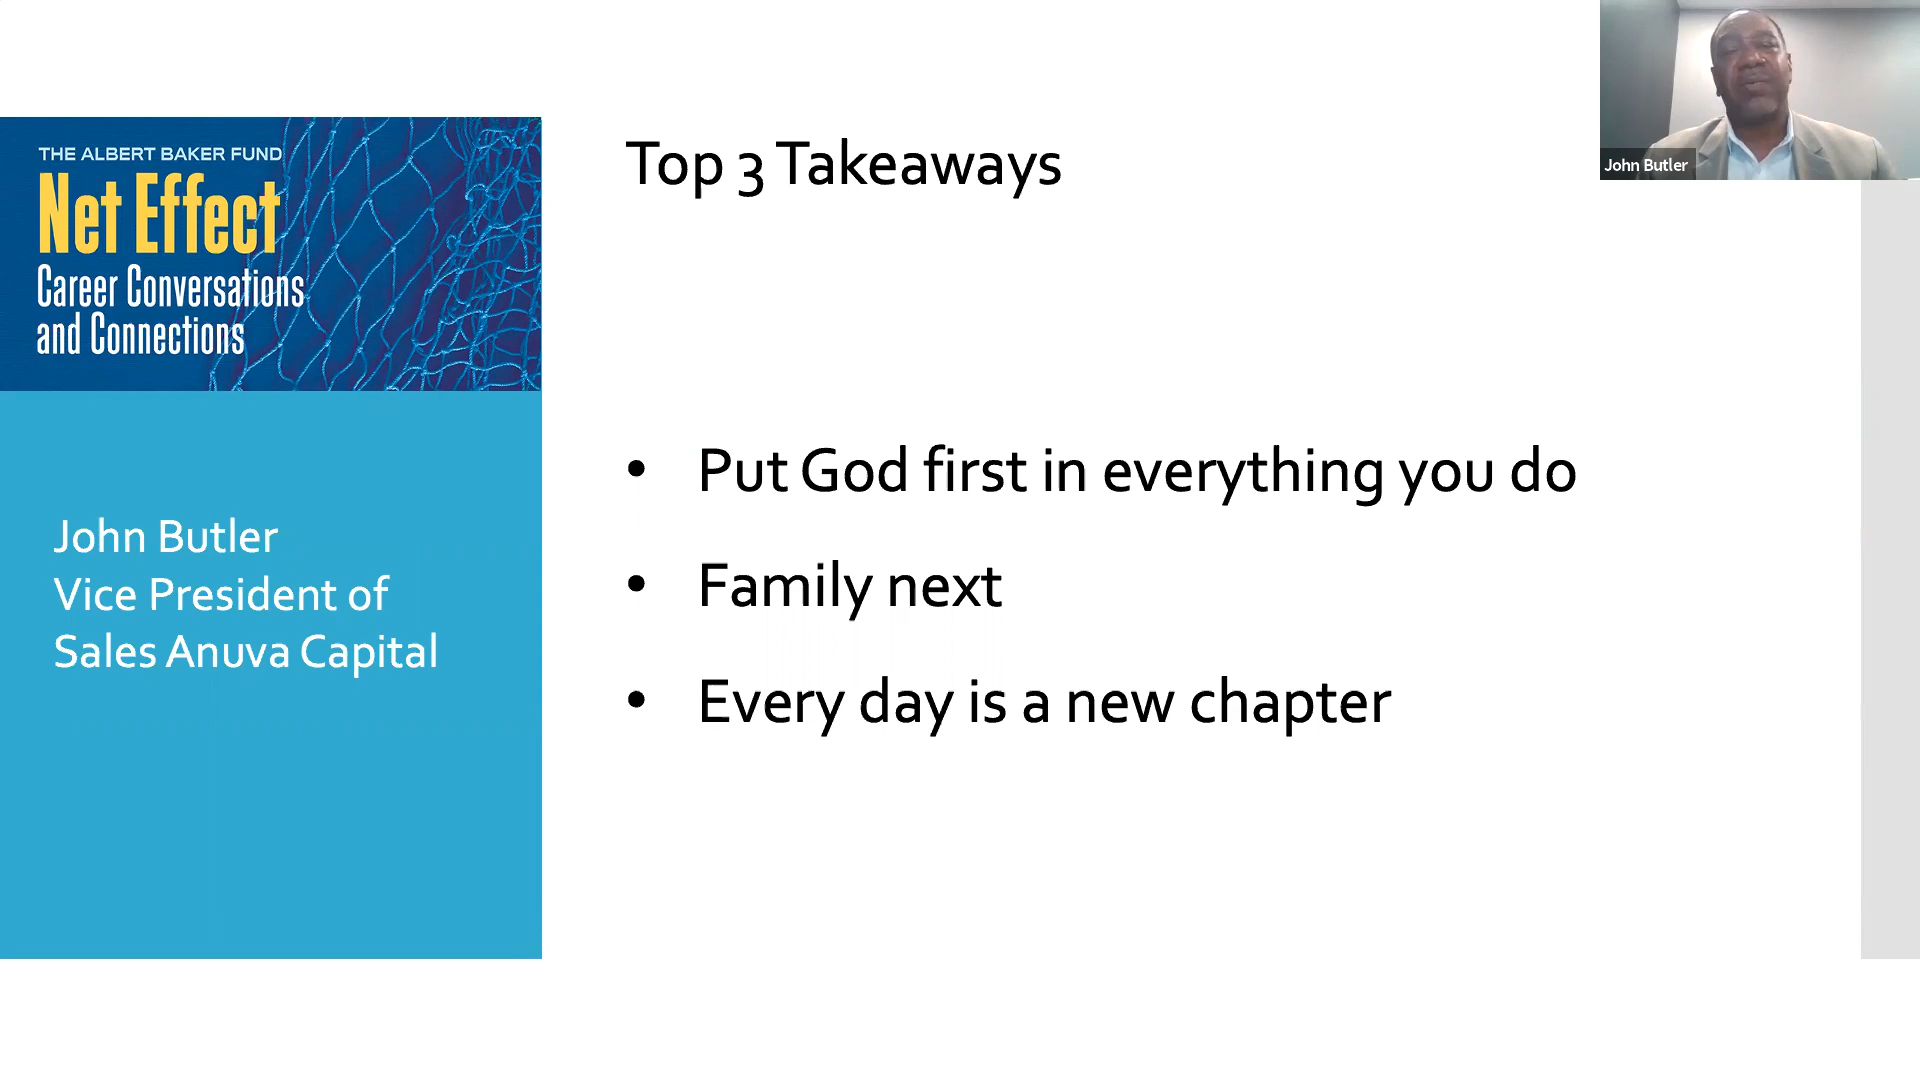 THE ALBERT BAKER FUND
Net Effect
Career Conversations
and Connections
John Butler
Vice President of
Sales Anuva Capital
Top 3 Takeaways
• Put God first in everything you do
• Family next
• Every day is a new chapter
John Butler